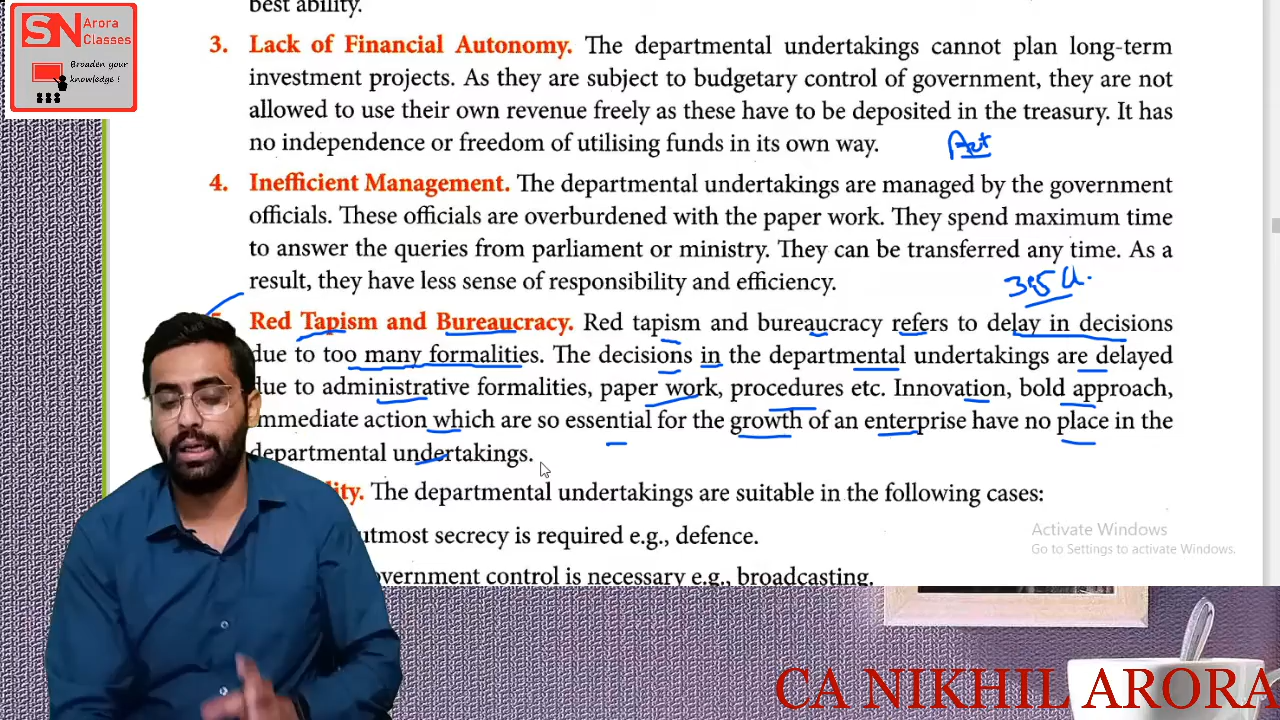 best ability.
SN Arora Classes
Broaden your knowledge !
3. Lack of Financial Autonomy. The departmental undertakings cannot plan long-term
investment projects. As they are subject to budgetary control of government, they are not
allowed to use their own revenue freely as these have to be deposited in the treasury. It has
no independence or freedom of utilising funds in its own way.
4. Inefficient Management. The departmental undertakings are managed by the government
officials. These officials are overburdened with the paper work. They spend maximum time
to answer the queries from parliament or ministry. They can be transferred any time. As a
result, they have less sense of responsibility and efficiency.
Red Tapism and Bureaucracy. Red tapism and bureaucracy refers to delay in decisions
due to too many formalities. The decisions in the departmental undertakings are delayed
due to administrative formalities, paper work, procedures etc. Innovation, bold approach,
immediate action which are so essential for the growth of an enterprise have no place in the
departmental undertakings.
The departmental undertakings are suitable in the following cases:
utmost secrecy is required e.g., defence.
government control is necessary e.g., broadcasting.
Activate Windows
Go to Settings to activate Windows.
CA NIKHIL ARORA